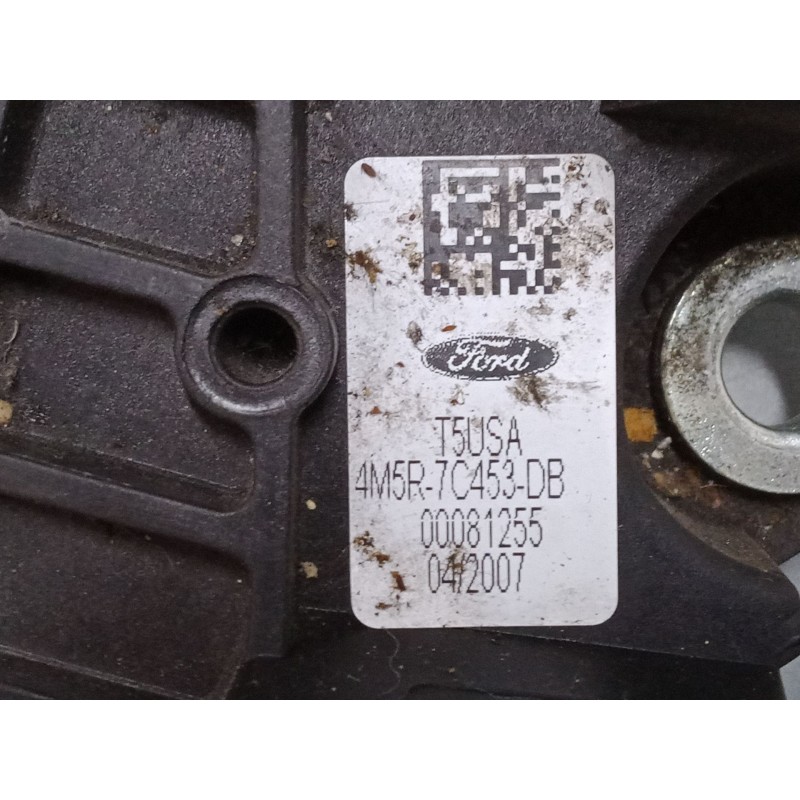 Ford
T5USA
4M5R-7C453-DB
00081255
04/2007